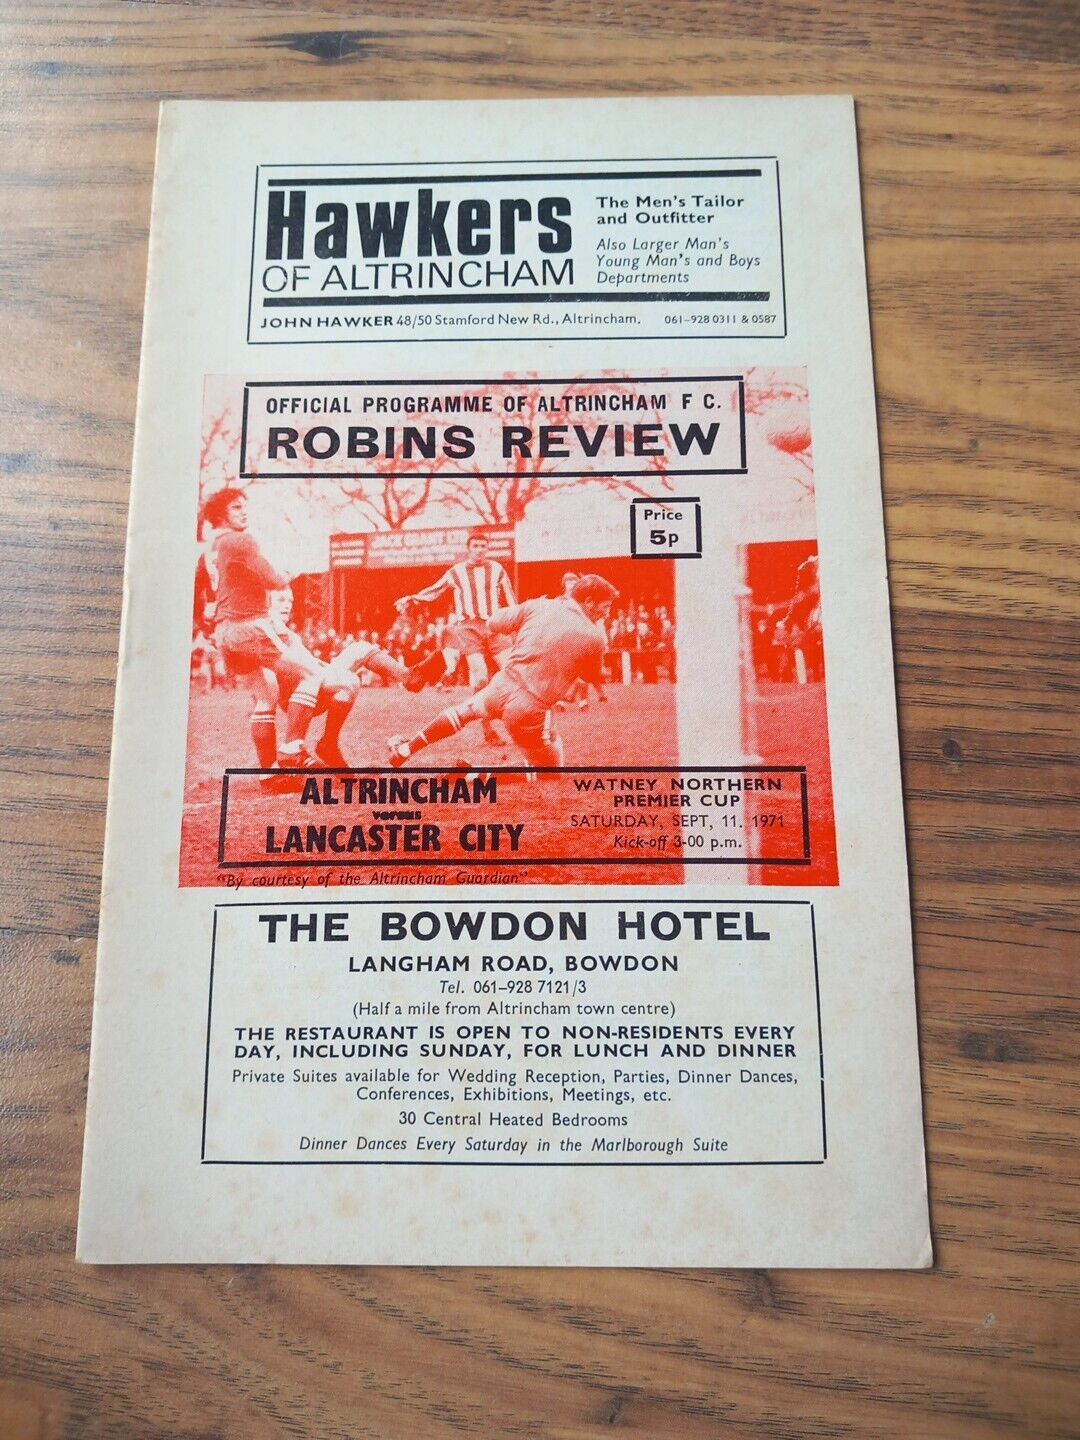 Hawkers
OF ALTRINCHAM
The Men's Tailor
and Outfitter
Also Larger Man's
Young Man's and Boys
Departments
JOHN HAWKER 48/50 Stamford New Rd., Altrincham. 061-928 0311 & 0587
OFFICIAL PROGRAMME OF ALTRINCHAM F C.
ROBINS REVIEW
Price
5p
ALTRINCHAM
versus
LANCASTER CITY
WATNEY NORTHERN
PREMIER CUP
SATURDAY, SEPT, 11. 1971
Kick-off 3-00 p.m.
"By courtesy of the Altrincham Guardian"
THE BOWDON HOTEL
LANGHAM ROAD, BOWDON
Tel. 061-928 7121/3
(Half a mile from Altrincham town centre)
THE RESTAURANT IS OPEN TO NON-RESIDENTS EVERY
DAY, INCLUDING SUNDAY, FOR LUNCH AND DINNER
Private Suites available for Wedding Reception, Parties, Dinner Dances,
Conferences, Exhibitions, Meetings, etc.
30 Central Heated Bedrooms
Dinner Dances Every Saturday in the Marlborough Suite